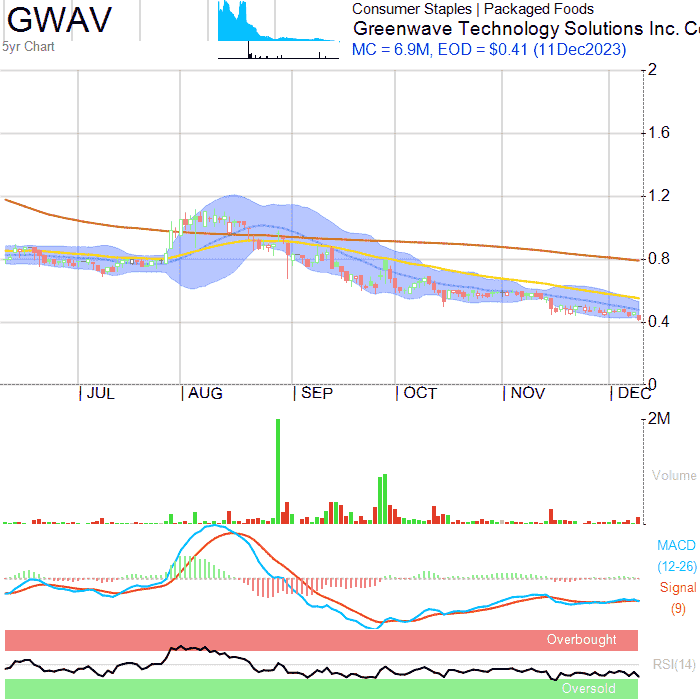 GWAV
5yr Chart
Consumer Staples | Packaged Foods
Greenwave Technology Solutions Inc. Co
MC = 6.9M, EOD = $0.41 (11Dec2023)
2
1.6
1.2
0.8
0.4
0
| JUL | AUG | SEP | OCT | NOV | DEC
2M
Volume
MACD
(12-26)
Signal
(9)
Overbought
RSI(14)
Oversold